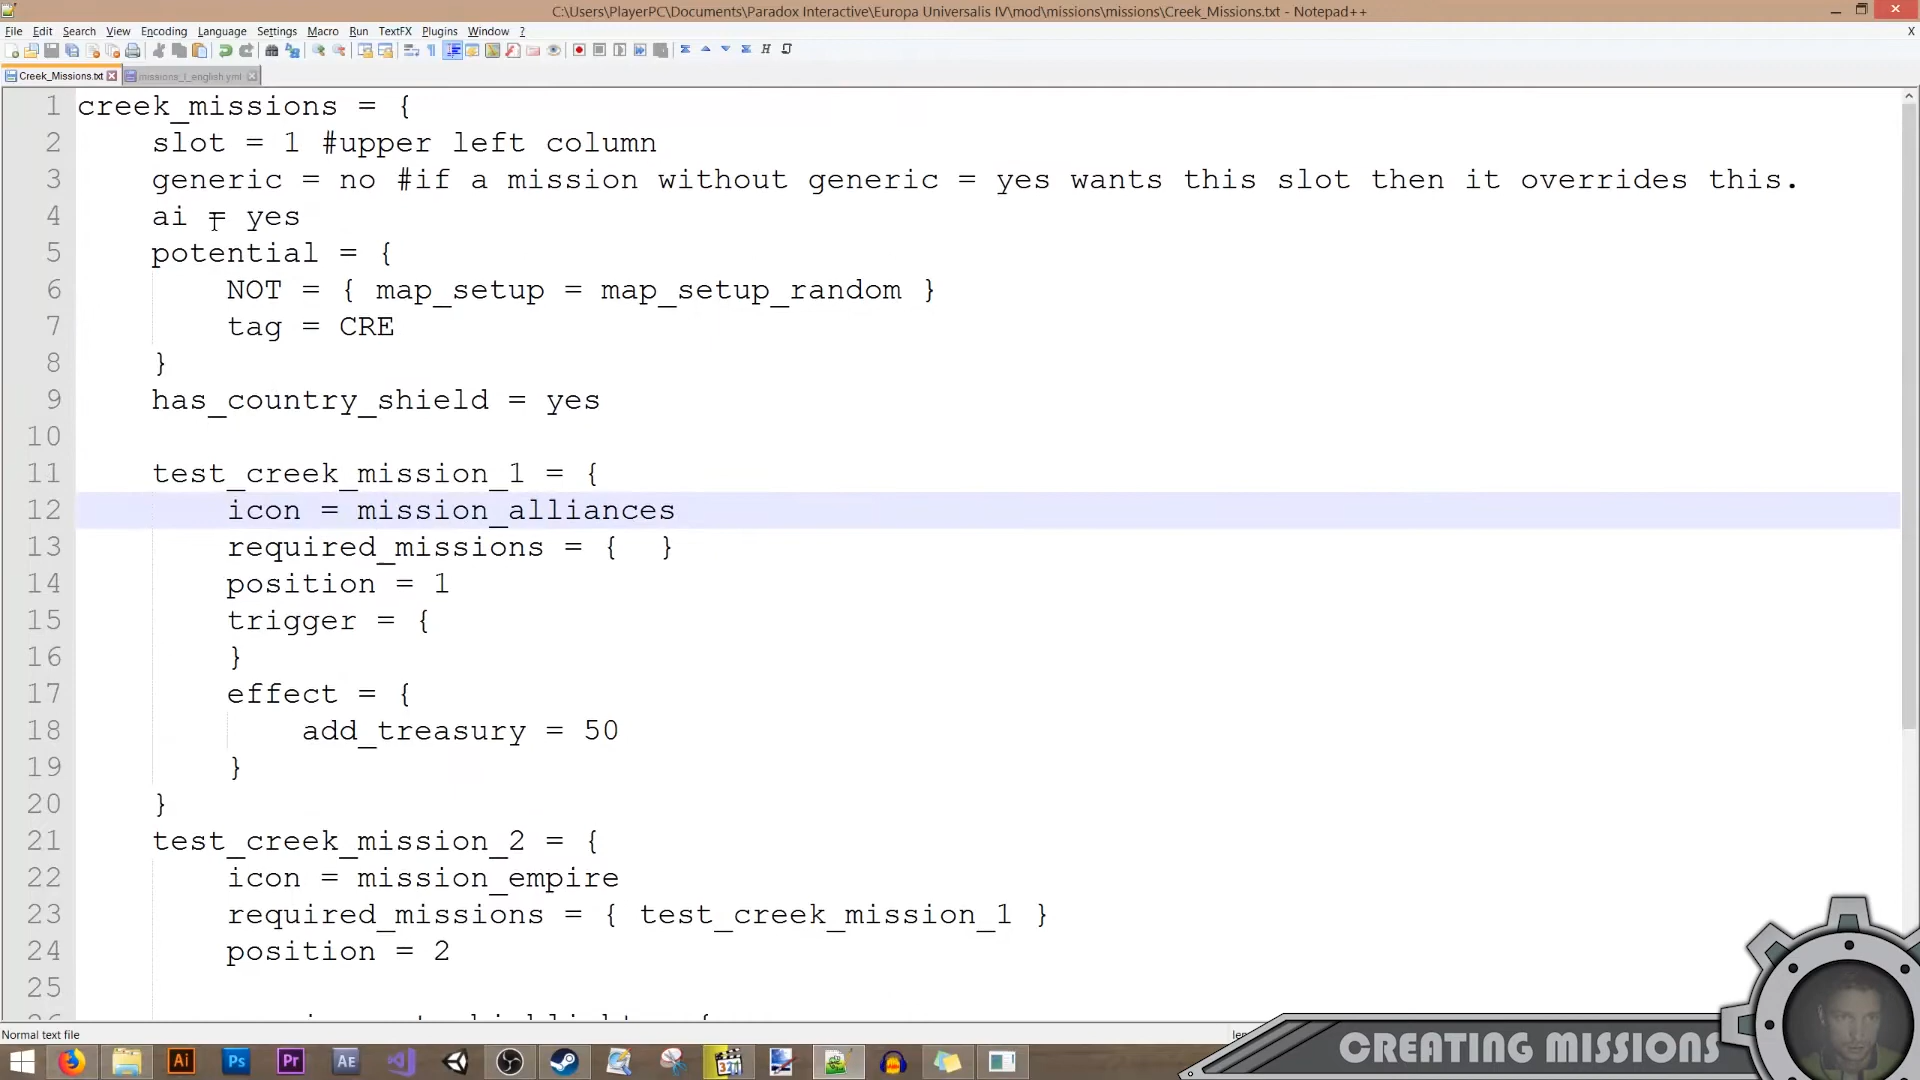 C:\Users\PlayerPC\Documents\Paradox Interactive\Europa Universalis IV\mod\missions\missions\Creek_Missions.txt - Notepad++
File Edit Search View Encoding Language Settings Macro Run TextFX Plugins Window ?
Creek_Missions.txt missions_l_english.yml
1 creek_missions = {
2 slot = 1 #upper left column
3 generic = no #if a mission without generic = yes wants this slot then it overrides this.
4 ai = yes
5 potential = {
6 NOT = { map_setup = map_setup_random }
7 tag = CRE
8 }
9 has_country_shield = yes
10
11 test_creek_mission_1 = {
12 icon = mission_alliances
13 required_missions = { }
14 position = 1
15 trigger = {
16 }
17 effect = {
18 add_treasury = 50
19 }
20 }
21 test_creek_mission_2 = {
22 icon = mission_empire
23 required_missions = { test_creek_mission_1 }
24 position = 2
25
Normal text file
CREATING MISSIONS